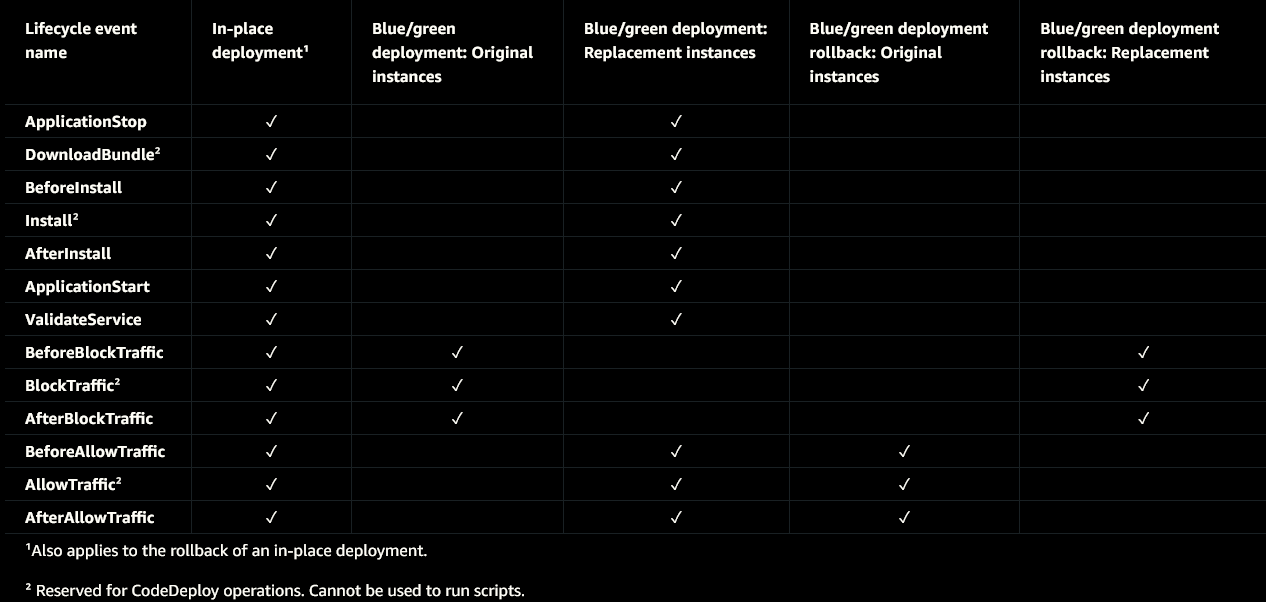 Lifecycle event name
In-place deployment¹
Blue/green deployment: Original instances
Blue/green deployment: Replacement instances
Blue/green deployment rollback: Original instances
Blue/green deployment rollback: Replacement instances
ApplicationStop ✓ ✓
DownloadBundle² ✓ ✓
BeforeInstall ✓ ✓
Install² ✓ ✓
AfterInstall ✓ ✓
ApplicationStart ✓ ✓
ValidateService ✓ ✓
BeforeBlockTraffic ✓ ✓ ✓
BlockTraffic² ✓ ✓ ✓
AfterBlockTraffic ✓ ✓ ✓
BeforeAllowTraffic ✓ ✓ ✓
AllowTraffic² ✓ ✓ ✓
AfterAllowTraffic ✓ ✓ ✓
¹Also applies to the rollback of an in-place deployment.
² Reserved for CodeDeploy operations. Cannot be used to run scripts.